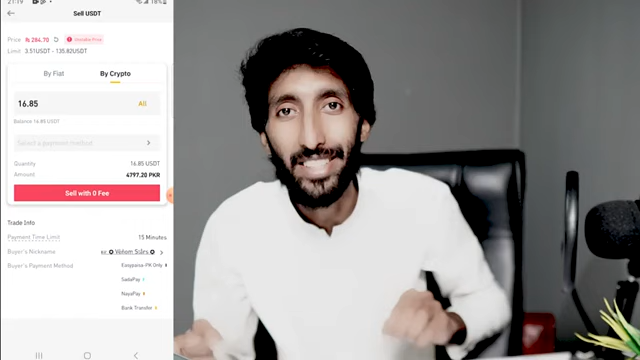 21:19
18%
Sell USDT
Price ₨ 284.70
Limit 3.51USDT - 135.82USDT
By Fiat By Crypto
16.85 All
Balance 16.85 USDT
Select a payment method
Quantity 16.85 USDT
Amount 4797.20 PKR
Sell with 0 Fee
Trade Info
Payment Time Limit 15 Minutes
Buyer's Nickname
Buyer's Payment Method Easypaisa-PK Only
SadaPay
NayaPay
Bank Transfer